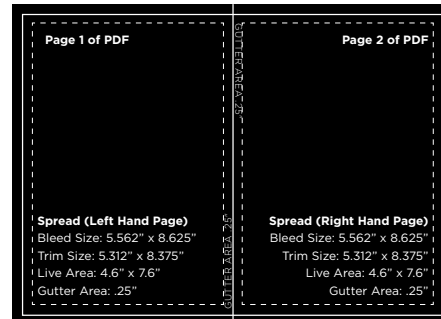 Page 1 of PDF
Spread (Left Hand Page)
Bleed Size: 5.562” x 8.625”
Trim Size: 5.312” x 8.375”
Live Area: 4.6” x 7.6”
Gutter Area: .25”
GUTTER AREA .25”
GUTTER AREA .25”
Page 2 of PDF
Spread (Right Hand Page)
Bleed Size: 5.562” x 8.625”
Trim Size: 5.312” x 8.375”
Live Area: 4.6” x 7.6”
Gutter Area: .25”